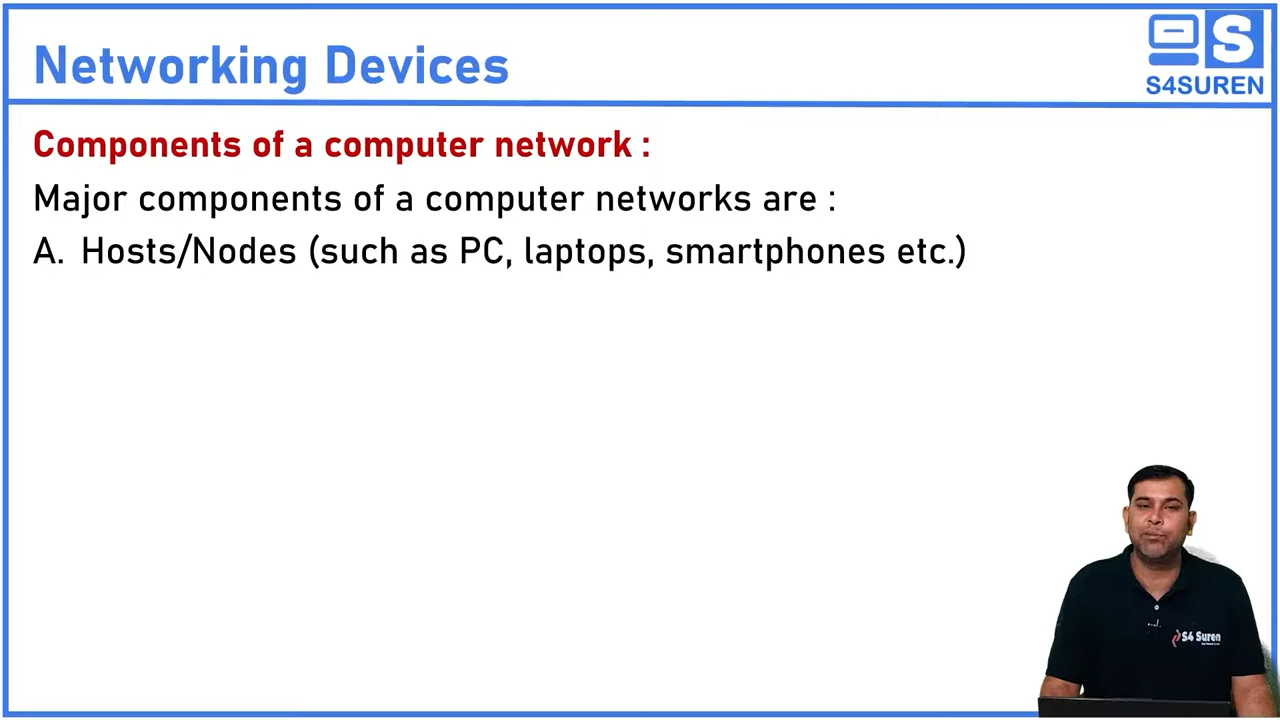 Networking Devices
S
S4SUREN
Components of a computer network :
Major components of a computer networks are :
A. Hosts/Nodes (such as PC, laptops, smartphones etc.)
S4 Suren